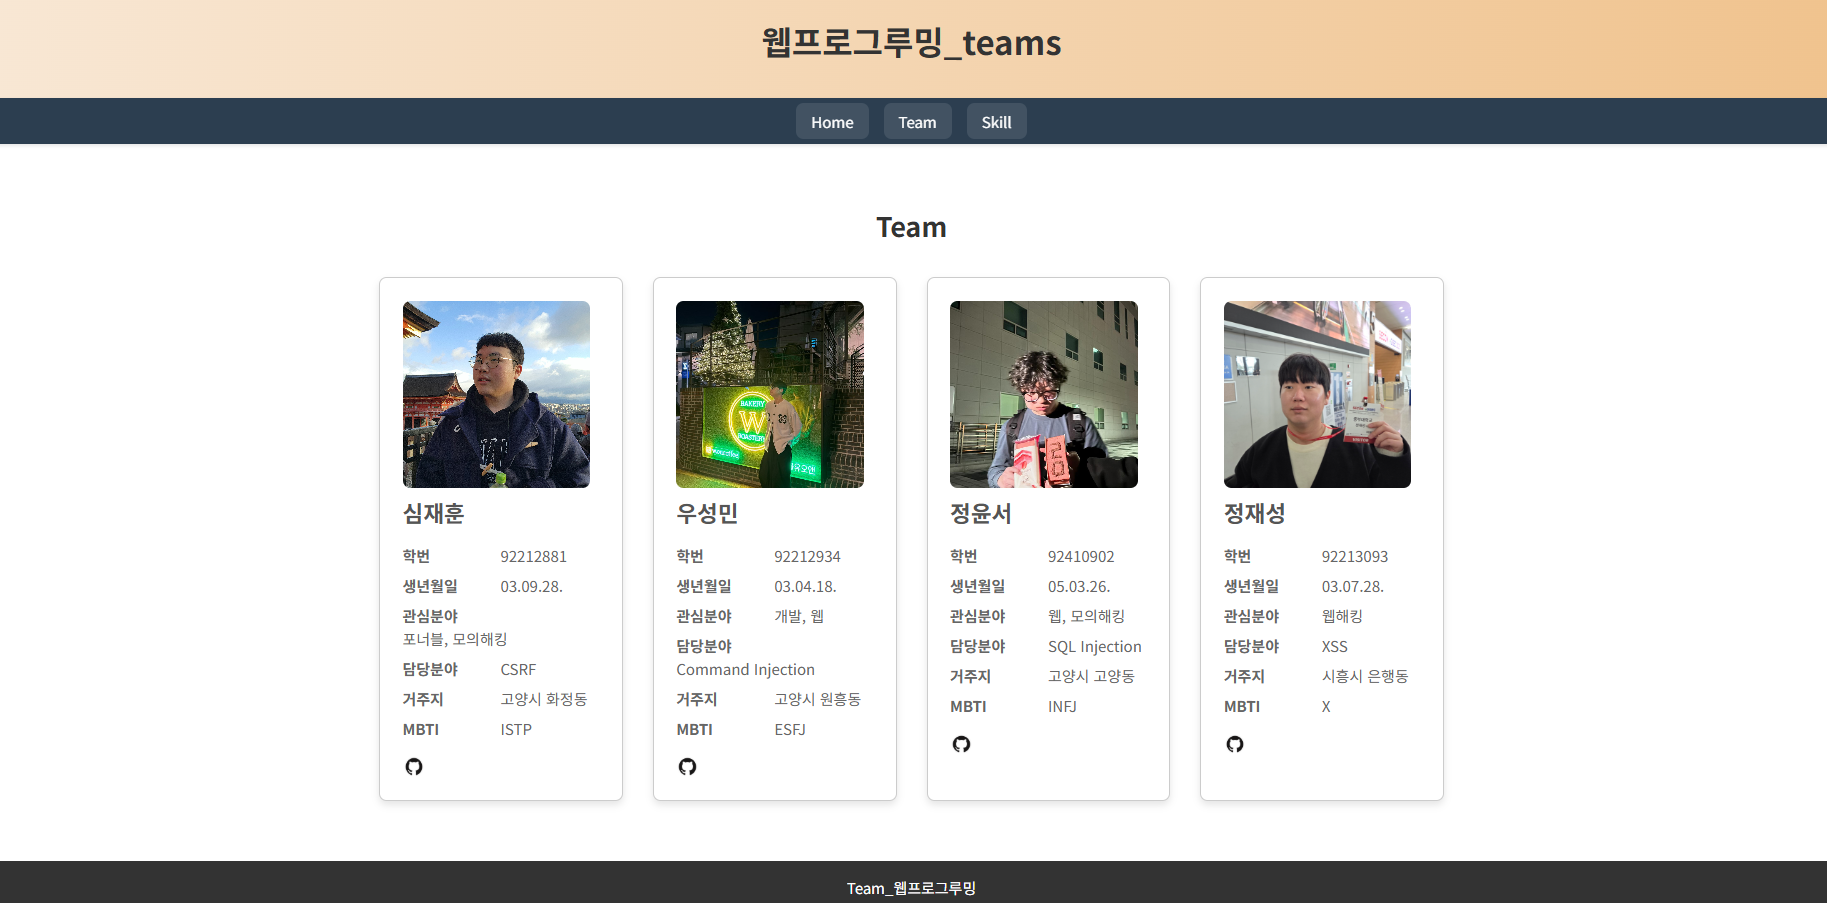 웹프로그루밍_teams
Home Team Skill
Team
BAKERY
W
ROASTERY
심재훈
학번 92212881
생년월일 03.09.28.
관심분야
포너블, 모의해킹
담당분야 CSRF
거주지 고양시 화정동
MBTI ISTP
우성민
학번 92212934
생년월일 03.04.18.
관심분야 개발, 웹
담당분야
Command Injection
거주지 고양시 원흥동
MBTI ESFJ
정윤서
학번 92410902
생년월일 05.03.26.
관심분야 웹, 모의해킹
담당분야 SQL Injection
거주지 고양시 고양동
MBTI INFJ
정재성
학번 92213093
생년월일 03.07.28.
관심분야 웹해킹
담당분야 XSS
거주지 시흥시 은행동
MBTI X
Team_웹프로그루밍